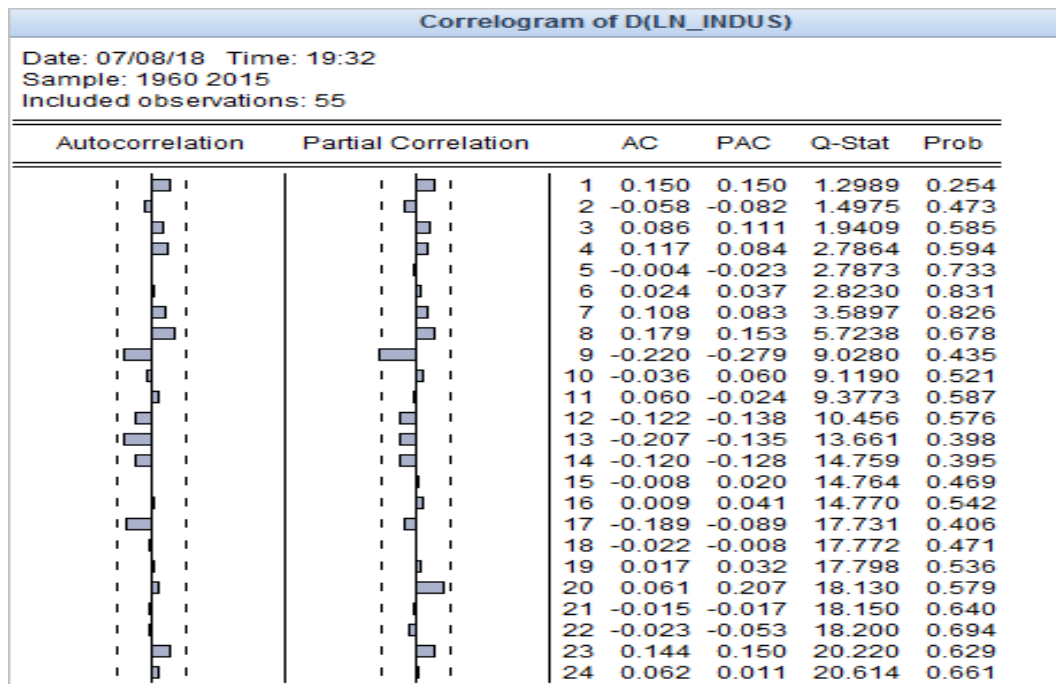 Correlogram of D(LN_INDUS)
Date: 07/08/18 Time: 19:32
Sample: 1960 2015
Included observations: 55
Autocorrelation Partial Correlation AC PAC Q-Stat Prob
1 0.150 0.150 1.2989 0.254
2 -0.058 -0.082 1.4975 0.473
3 0.086 0.111 1.9409 0.585
4 0.117 0.084 2.7864 0.594
5 -0.004 -0.023 2.7873 0.733
6 0.024 0.037 2.8230 0.831
7 0.108 0.083 3.5897 0.826
8 0.179 0.153 5.7238 0.678
9 -0.220 -0.279 9.0280 0.435
10 -0.036 0.060 9.1190 0.521
11 0.060 -0.024 9.3773 0.587
12 -0.122 -0.138 10.456 0.576
13 -0.207 -0.135 13.661 0.398
14 -0.120 -0.128 14.759 0.395
15 -0.008 0.020 14.764 0.469
16 0.009 0.041 14.770 0.542
17 -0.189 -0.089 17.731 0.406
18 -0.022 -0.008 17.772 0.471
19 0.017 0.032 17.798 0.536
20 0.061 0.207 18.130 0.579
21 -0.015 -0.017 18.150 0.640
22 -0.023 -0.053 18.200 0.694
23 0.144 0.150 20.220 0.629
24 0.062 0.011 20.614 0.661